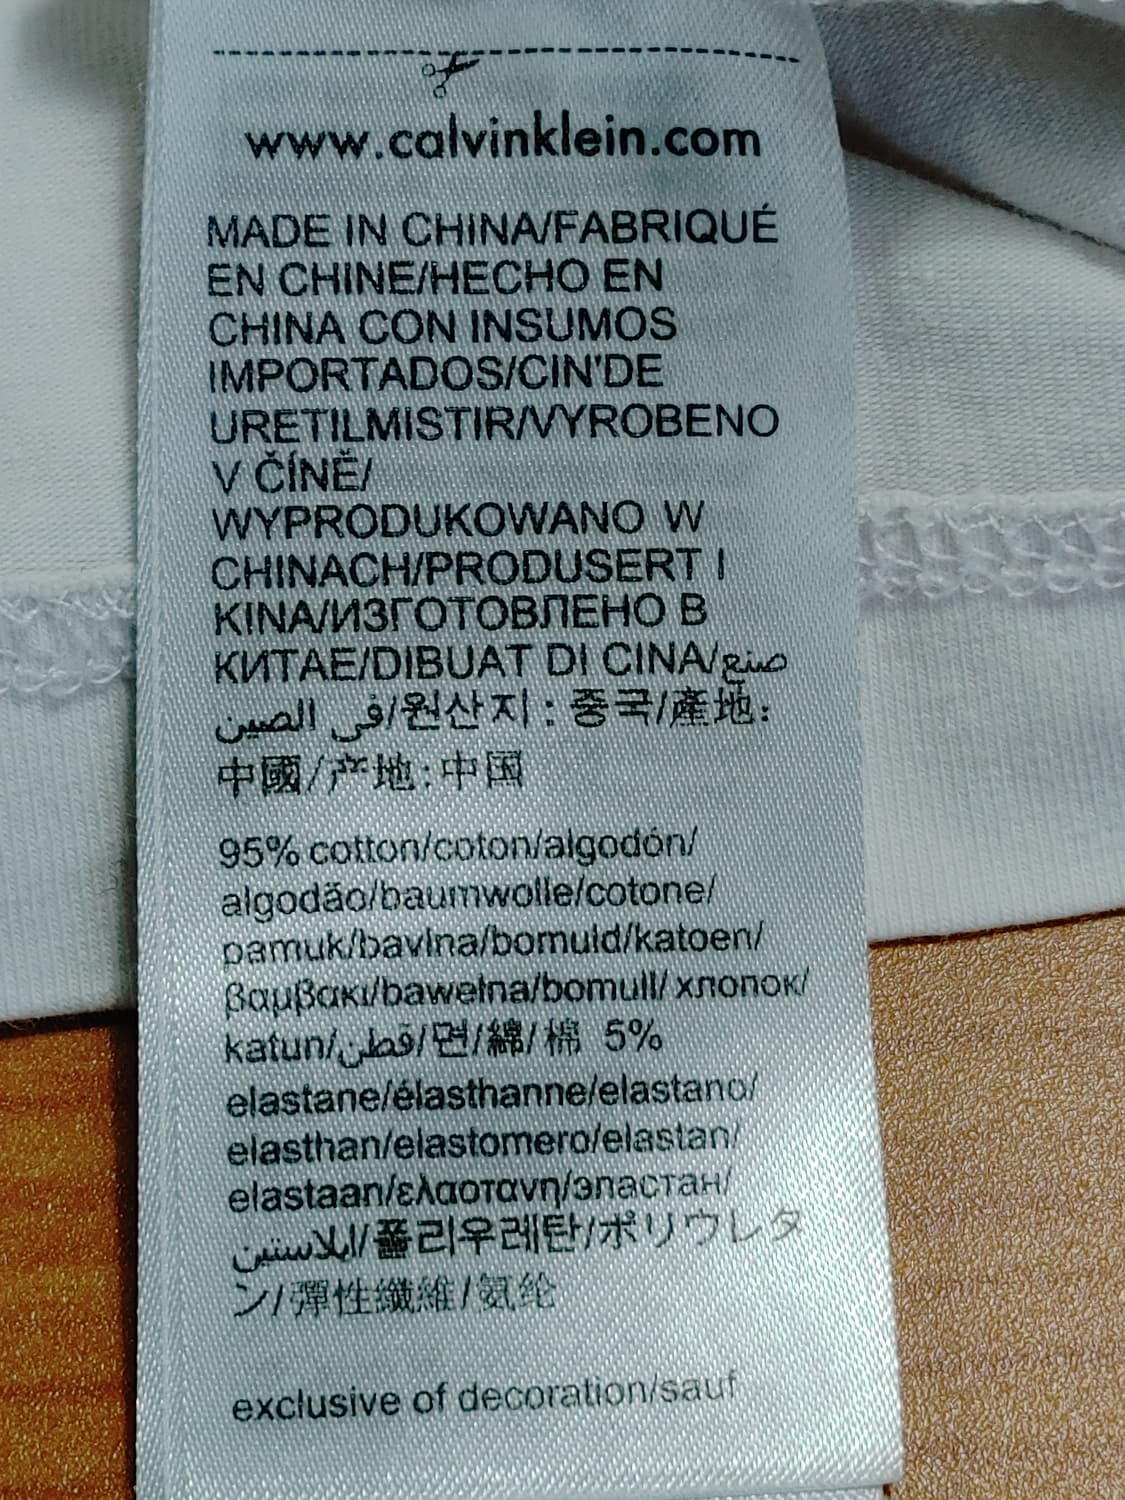 www.calvinklein.com
MADE IN CHINA/FABRIQUÉ
EN CHINE/HECHO EN
CHINA CON INSUMOS
IMPORTADOS/CIN'DE
URETILMISTIR/VYROBENO
V ČÍNĚ/
WYPRODUKOWANO W
CHINACH/PRODUSERT I
KINA/ИЗГОТОВЛЕНО В
КИТАЕ/DIBUAT DI CINA/صنع
في الصين/원산지 : 중국/產地:
中國/产地:中国
95% cotton/coton/algodón/
algodão/baumwolle/cotone/
pamuk/bavlna/bomuld/katoen/
βαμβακι/bawełna/bomull/ хлопок/
katun/قطن/면/綿/棉 5%
elastane/élasthanne/elastano/
elasthan/elastomero/elastan/
elastaan/ελαοτανη/эластан/
ايلاستين/폴리우레탄/ポリウレタ
ン/彈性纖維/氨纶
exclusive of decoration/sauf